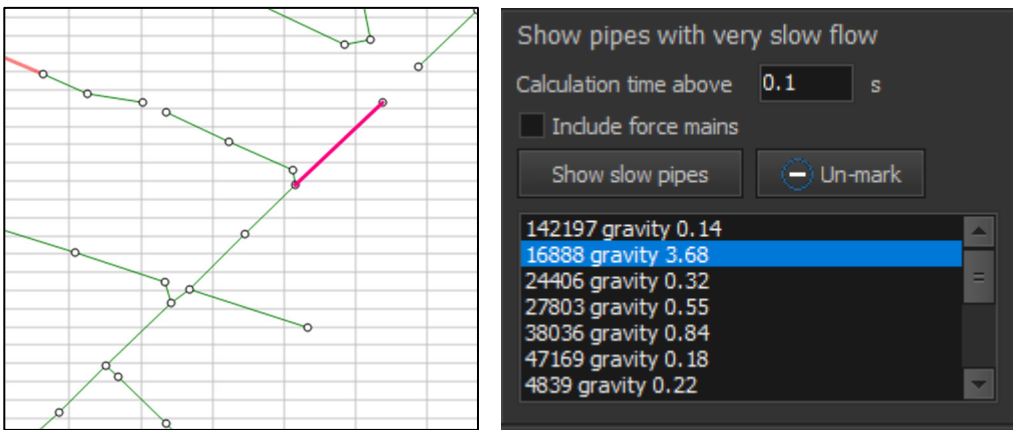 Show pipes with very slow flow
Calculation time above 0.1 s
Include force mains
Show slow pipes Un-mark
142197 gravity 0.14
16888 gravity 3.68
24406 gravity 0.32
27803 gravity 0.55
38036 gravity 0.84
47169 gravity 0.18
4839 gravity 0.22